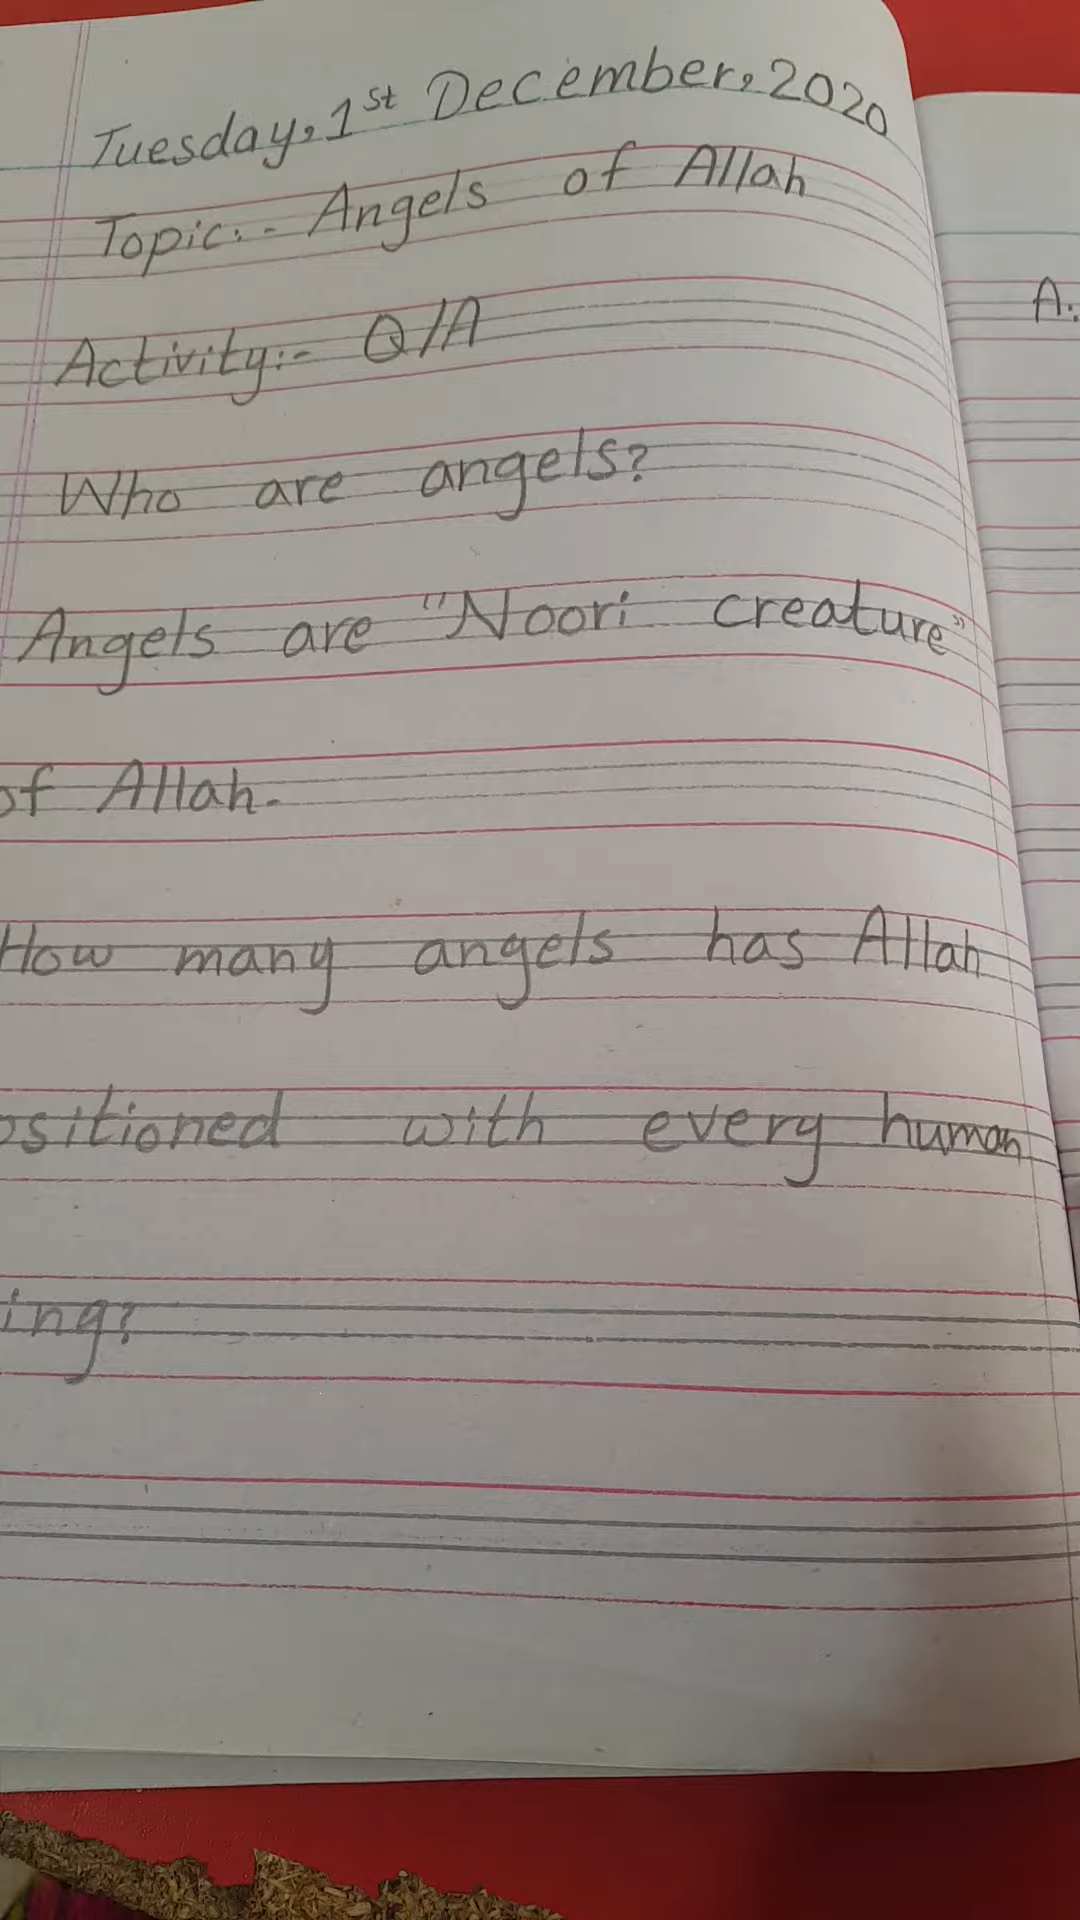 Tuesday, 1st December, 2020
Topic:- Angels of Allah
Activity:- Q/A
Who are angels?
Angels are "Noori creature"
of Allah.
How many angels has Allah
ositioned with every human
ing?
A: